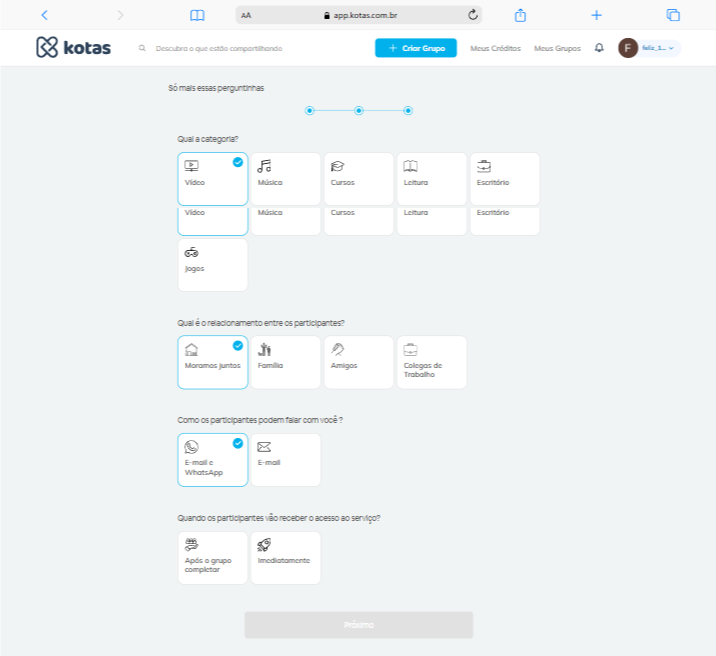 AA app.kotas.com.br
kotas Descubra o que estão compartilhando + Criar Grupo Meus Créditos Meus Grupos F feliz_1...
Só mais essas perguntinhas
Qual a categoria?
Vídeo Música Cursos Leitura Escritório
Vídeo Música Cursos Leitura Escritório
Jogos
Qual é o relacionamento entre os participantes?
Moramos juntos Família Amigos Colegas de
Trabalho
Como os participantes podem falar com você ?
E-mail e E-mail
WhatsApp
Quando os participantes vão receber o acesso ao serviço?
Após o grupo Imediatamente
completar
Próximo